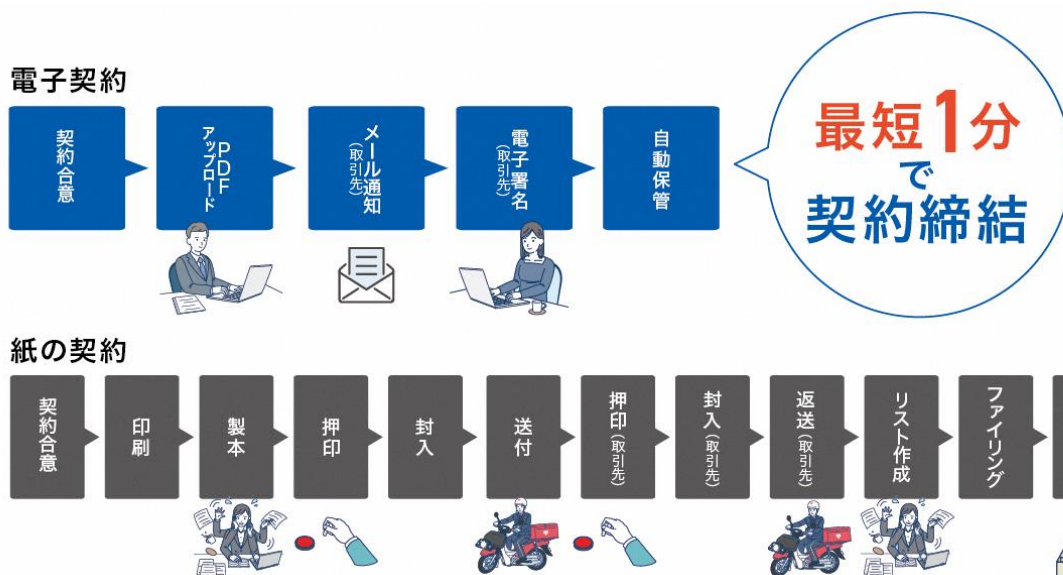 電子契約
契約合意
PDF
アップロード
メール通知
(取引先)
電子署名
(取引先)
自動保管
最短1分
で
契約締結
紙の契約
契約合意
印刷
製本
押印
封入
送付
押印(取引先)
封入(取引先)
返送(取引先)
リスト作成
ファイリング